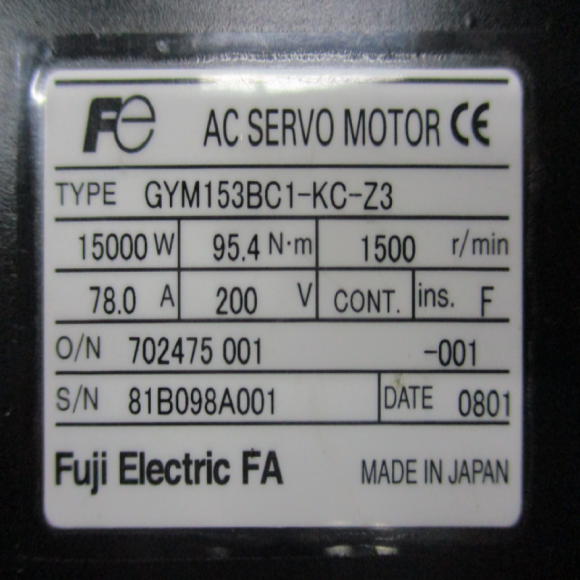 Fe AC SERVO MOTOR CE
TYPE GYM153BC1-KC-Z3
15000 W 95.4 N·m 1500 r/min
78.0 A 200 V CONT. ins. F
O/N 702475 001 -001
S/N 81B098A001 DATE 0801
Fuji Electric FA MADE IN JAPAN